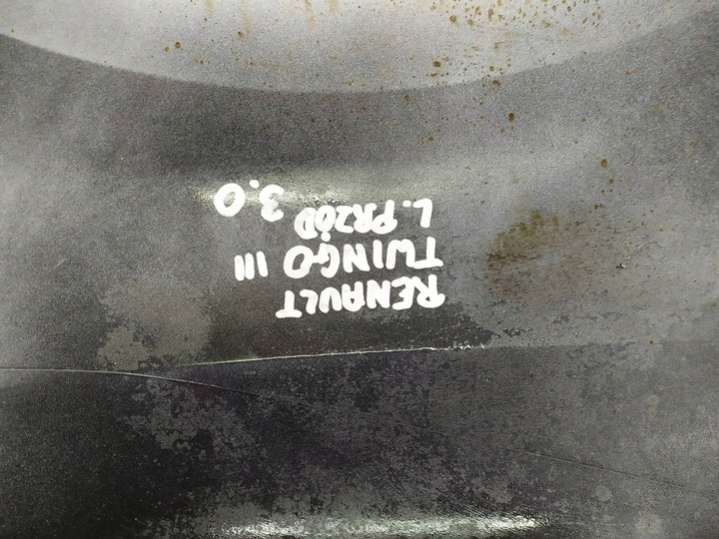 RENAULT
TWINGO III
L. PRZÓD 3.0